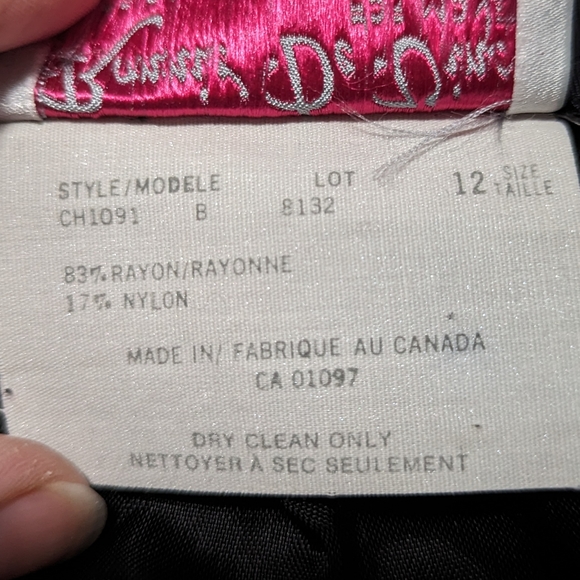 STYLE/MODELE LOT 12 SIZE
TAILLE
CH1091 B 8132
83% RAYON/RAYONNE
17% NYLON
MADE IN/ FABRIQUE AU CANADA
CA 01097
DRY CLEAN ONLY
NETTOYER À SEC SEULEMENT